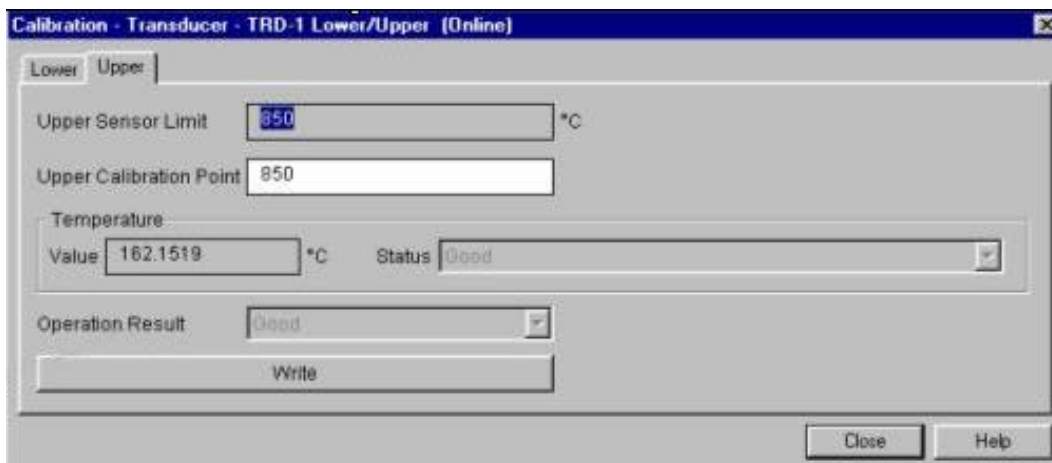 Calibration - Transducer - TRD-1 Lower/Upper (Online)
Lower Upper
Upper Sensor Limit 850 °C
Upper Calibration Point 850
Temperature
Value 162.1519 °C Status Good
Operation Result Good
Write
Close Help